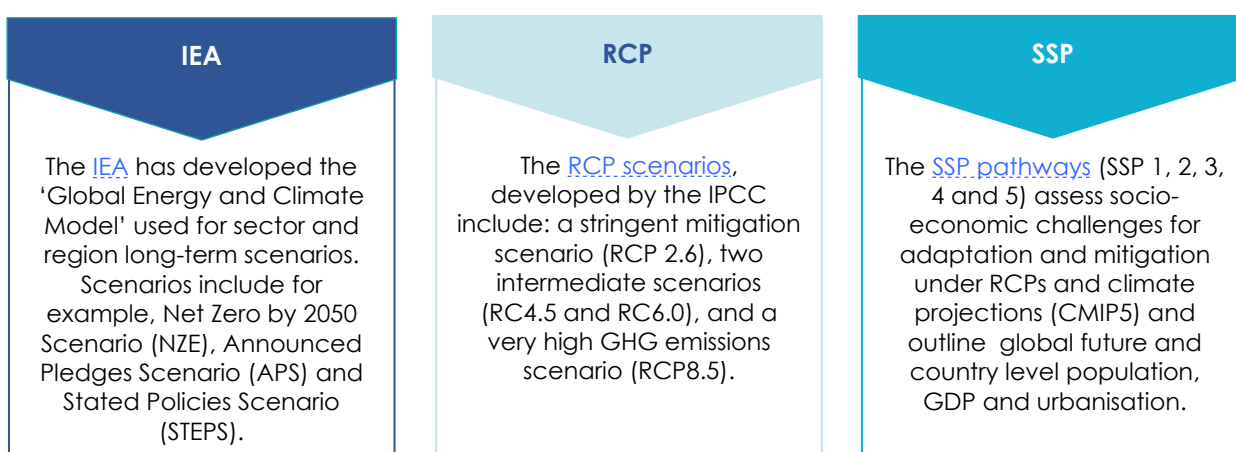 IEA
The IEA has developed the
‘Global Energy and Climate
Model’ used for sector and
region long-term scenarios.
Scenarios include for
example, Net Zero by 2050
Scenario (NZE), Announced
Pledges Scenario (APS) and
Stated Policies Scenario
(STEPS).
RCP
The RCP scenarios,
developed by the IPCC
include: a stringent mitigation
scenario (RCP 2.6), two
intermediate scenarios
(RC4.5 and RC6.0), and a
very high GHG emissions
scenario (RCP8.5).
SSP
The SSP pathways (SSP 1, 2, 3,
4 and 5) assess socio-
economic challenges for
adaptation and mitigation
under RCPs and climate
projections (CMIP5) and
outline  global future and
country level population,
GDP and urbanisation.